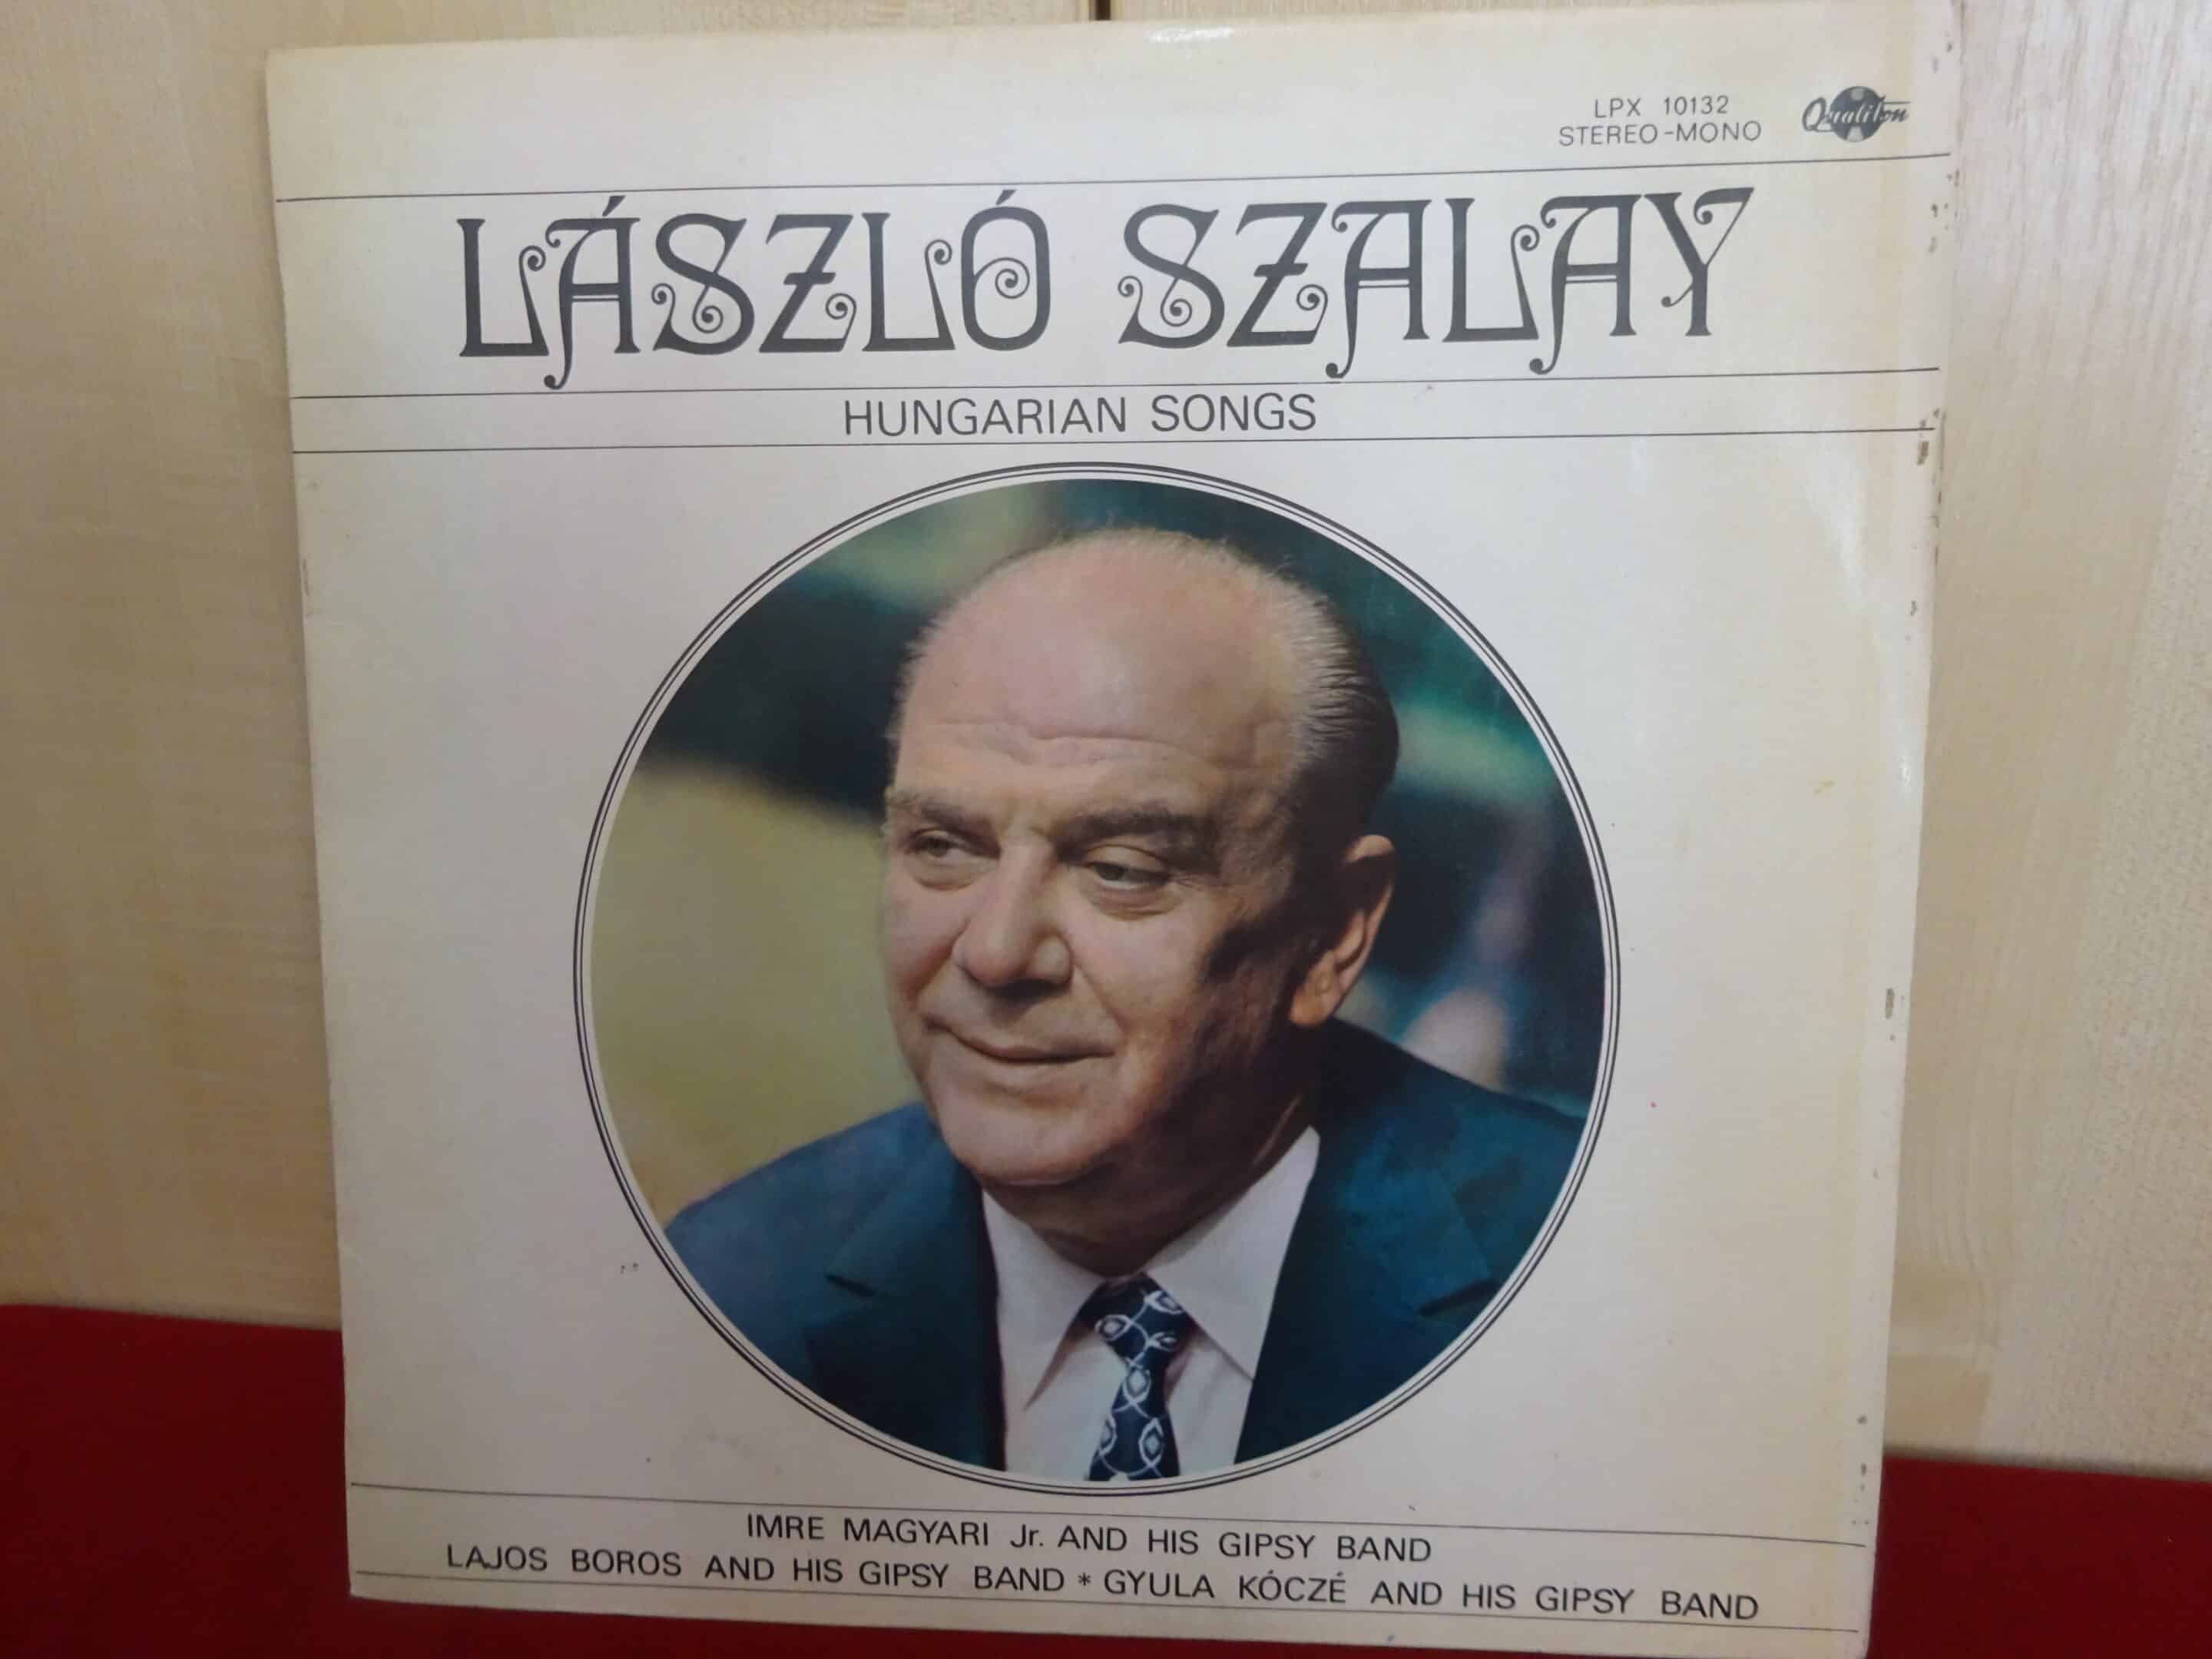 LPX 10132
STEREO-MONO
Qualiton
LÁSZLÓ SZALAY
HUNGARIAN SONGS
IMRE MAGYARI Jr. AND HIS GIPSY BAND
LAJOS BOROS AND HIS GIPSY BAND * GYULA KÓCZÉ AND HIS GIPSY BAND